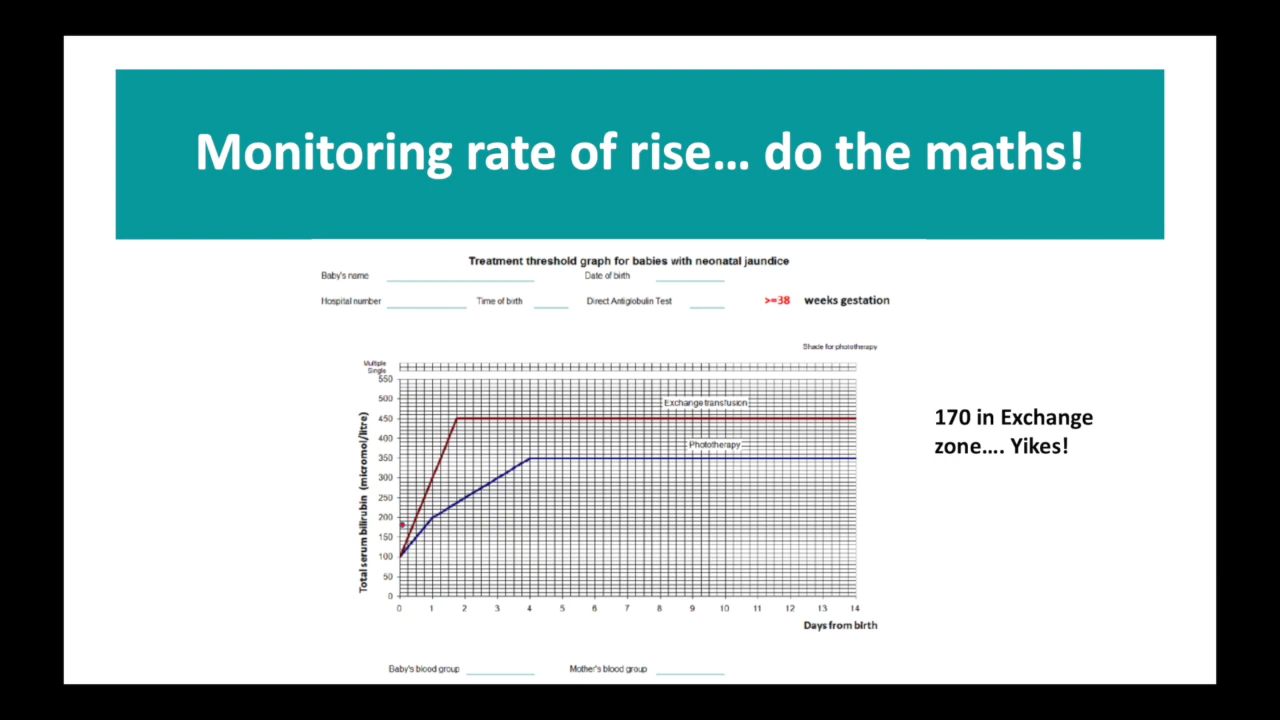 Monitoring rate of rise… do the maths!
Treatment threshold graph for babies with neonatal jaundice
Baby's name
Date of birth
Hospital number
Time of birth
Direct Antiglobulin Test
>=38 weeks gestation
Shade for phototherapy
Multiple
Single
550
500
450
400
350
300
250
200
150
100
50
0
Total serum bilirubin (micromol/litre)
Exchange transfusion
Phototherapy
0 1 2 3 4 5 6 7 8 9 10 11 12 13 14
Days from birth
170 in Exchange
zone…. Yikes!
Baby's blood group
Mother's blood group